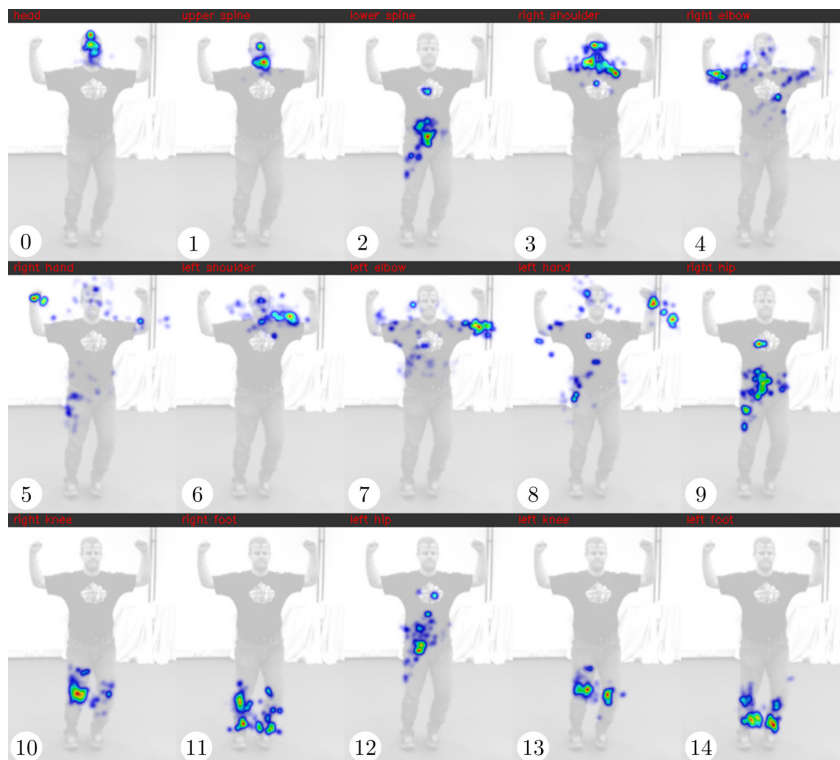 head
upper spine
lower spine
right shoulder
right elbow
0
1
2
3
4
right hand
left shoulder
left elbow
left hand
right hip
5
6
7
8
9
right knee
right foot
left hip
left knee
left foot
10
11
12
13
14